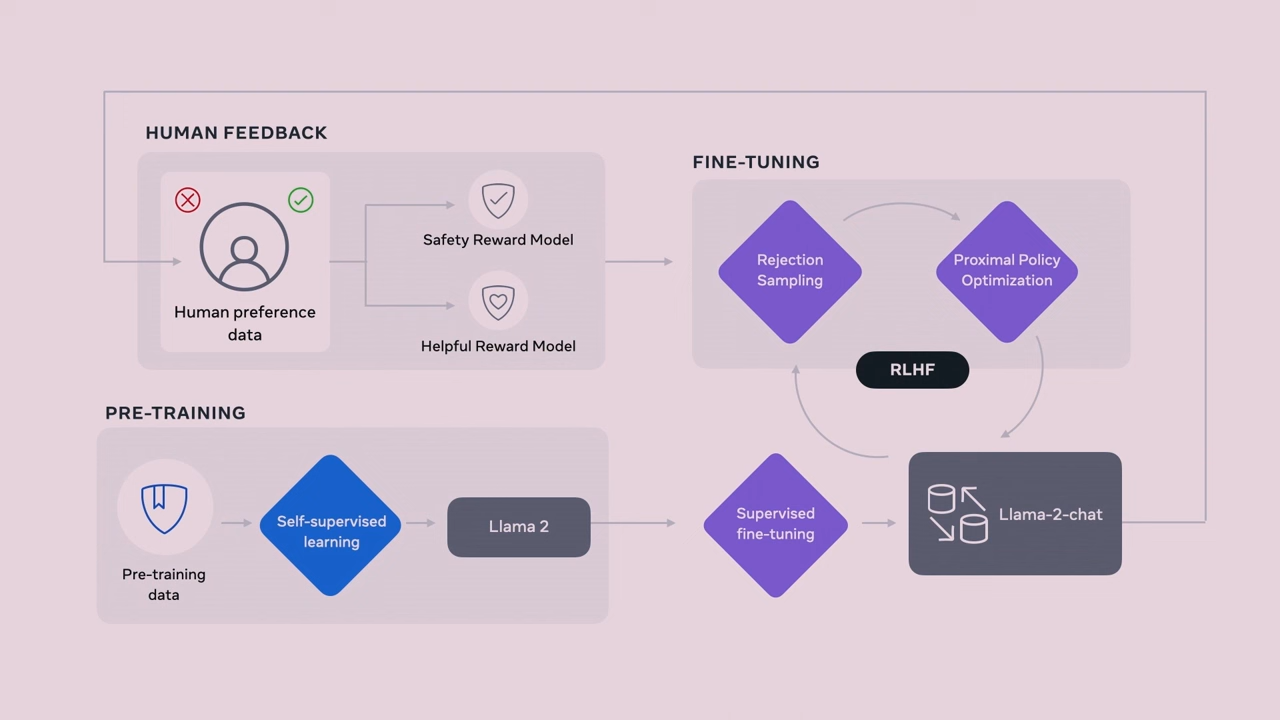 HUMAN FEEDBACK
Human preference
data
Safety Reward Model
Helpful Reward Model
FINE-TUNING
Rejection
Sampling
Proximal Policy
Optimization
RLHF
PRE-TRAINING
Pre-training
data
Self-supervised
learning
Llama 2
Supervised
fine-tuning
Llama-2-chat